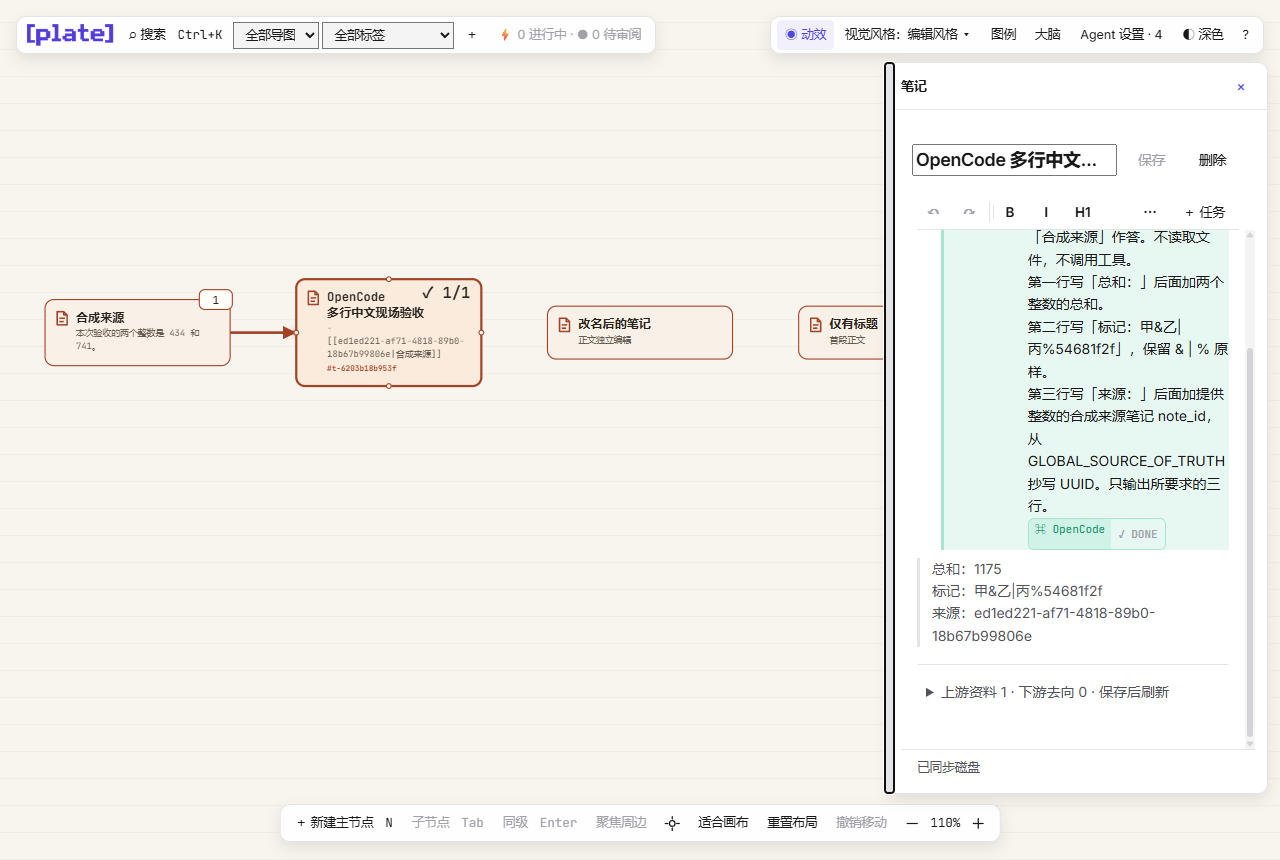 [plate]
搜索 Ctrl+K
全部导图
全部标签
+
0 进行中 · 0 待审阅
动效
视觉风格：编辑风格
图例
大脑
Agent 设置 · 4
深色
?
笔记
×
OpenCode 多行中文...
保存
删除
B
I
H1
...
+ 任务
「合成来源」作答。不读取文
件，不调用工具。
第一行写「总和：」后面加两个
整数的总和。
第二行写「标记：甲&乙|
丙%54681f2f」，保留 & | % 原
样。
第三行写「来源：」后面加提供
整数的合成来源笔记 note_id，
从
GLOBAL_SOURCE_OF_TRUTH
抄写 UUID。只输出所要求的三
行。
⌘ OpenCode
✓ DONE
总和：1175
标记：甲&乙|丙%54681f2f
来源：ed1ed221-af71-4818-89b0-
18b67b99806e
▶ 上游资料 1 · 下游去向 0 · 保存后刷新
已同步磁盘
1
合成来源
本次验收的两个整数是 434 和
741。
OpenCode
✓ 1/1
多行中文现场验收
-
[[ed1ed221-af71-4818-89b0-
18b67b99806e|合成来源]]
#t-6203b18b953f
改名后的笔记
正文独立编辑
仅有标题
首段正文
+ 新建主节点 N
子节点 Tab
同级 Enter
聚焦周边
适合画布
重置布局
撤销移动
— 110% +